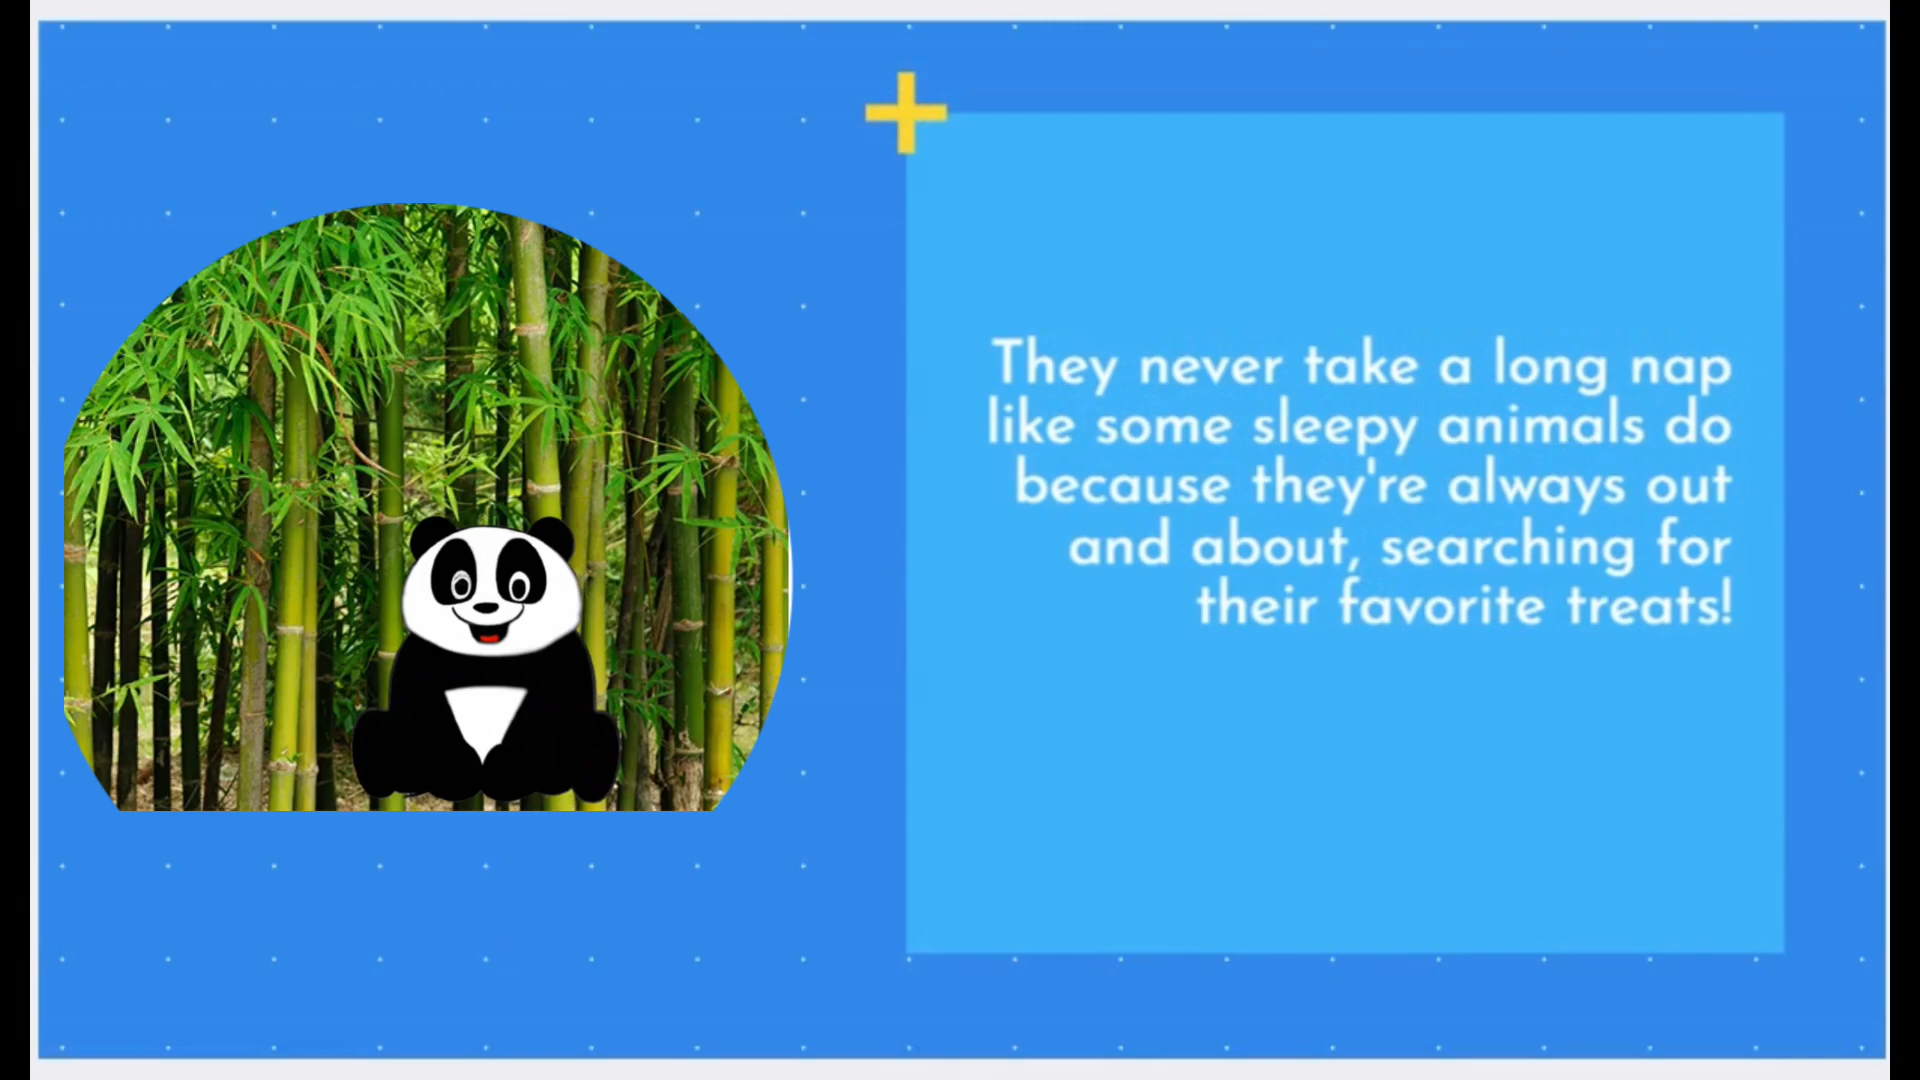 They never take a long nap
like some sleepy animals do
because they're always out
and about, searching for
their favorite treats!